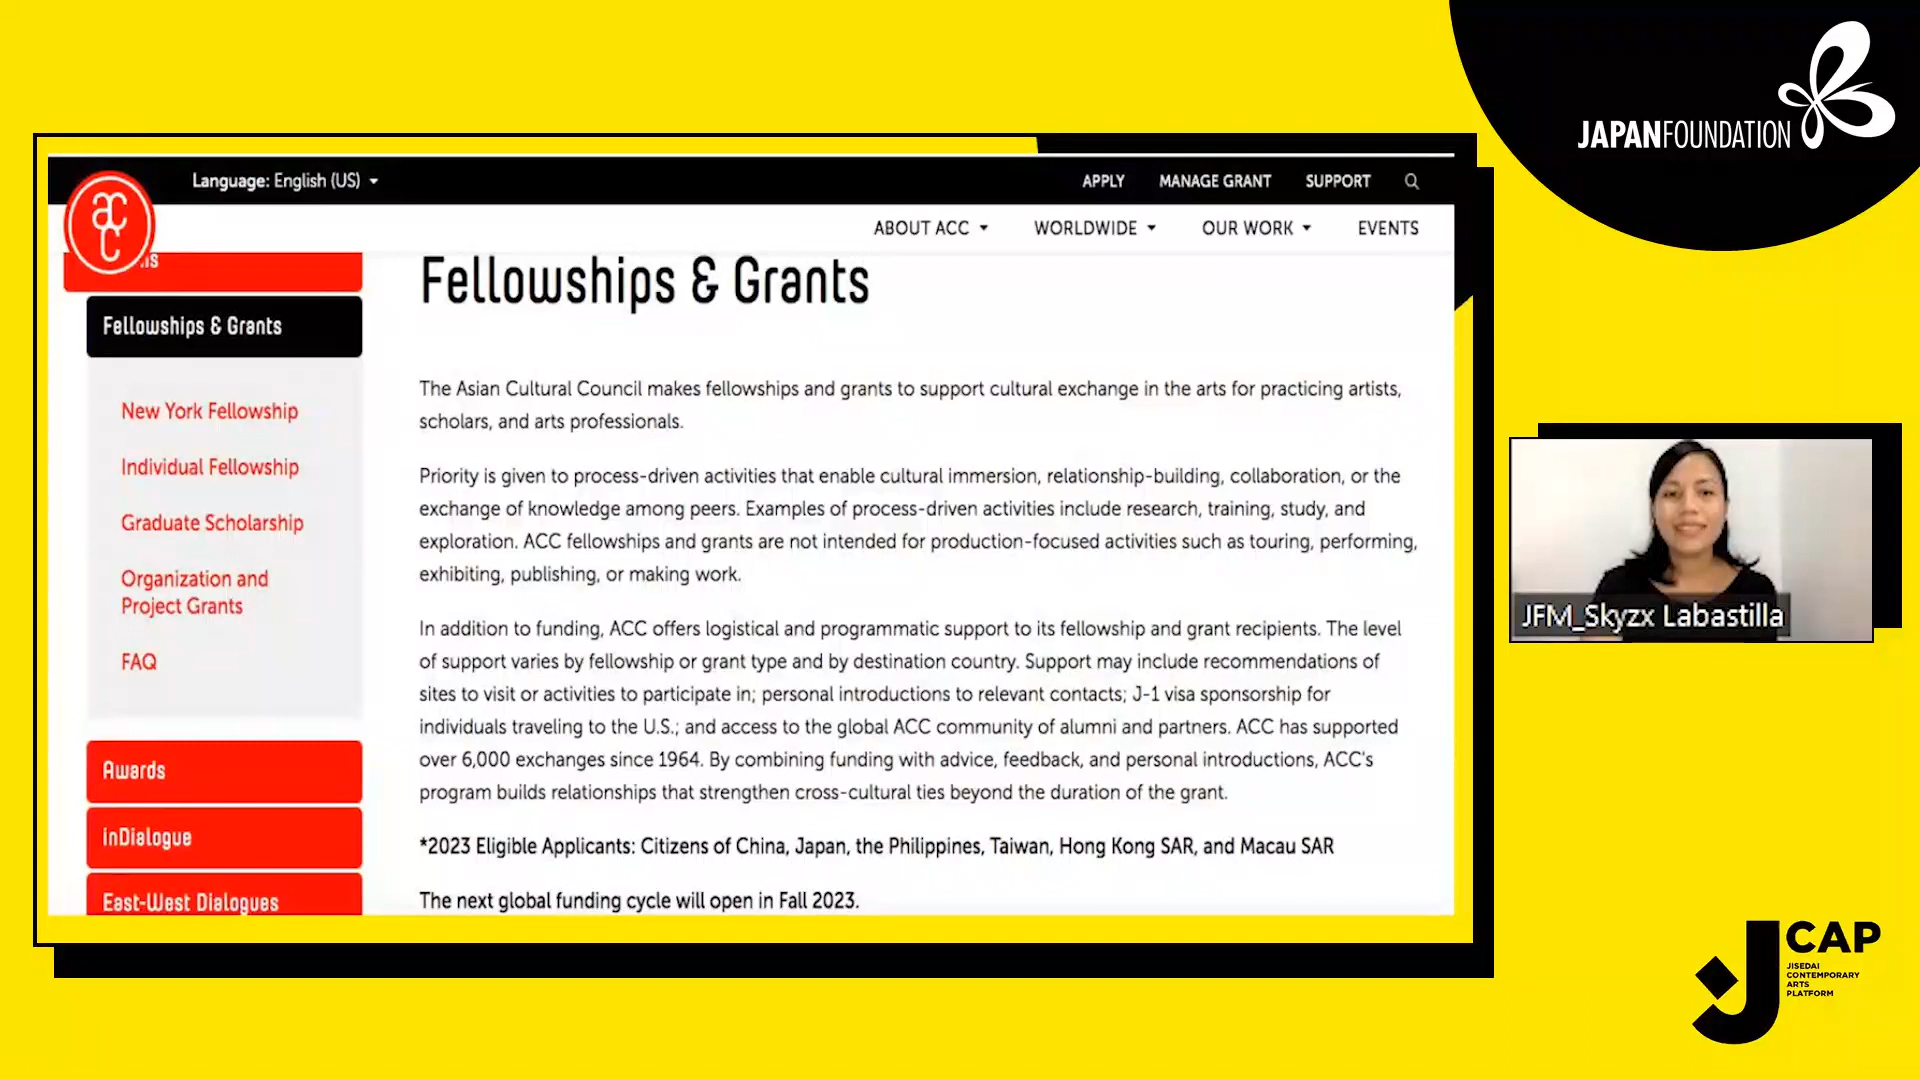 JAPANFOUNDATION
Language: English (US)
APPLY
MANAGE GRANT
SUPPORT
acc
ABOUT ACC
WORLDWIDE
OUR WORK
EVENTS
Fellowships & Grants
Fellowships & Grants
New York Fellowship
Individual Fellowship
Graduate Scholarship
Organization and
Project Grants
FAQ
Awards
inDialogue
East-West Dialogues
The Asian Cultural Council makes fellowships and grants to support cultural exchange in the arts for practicing artists,
scholars, and arts professionals.
Priority is given to process-driven activities that enable cultural immersion, relationship-building, collaboration, or the
exchange of knowledge among peers. Examples of process-driven activities include research, training, study, and
exploration. ACC fellowships and grants are not intended for production-focused activities such as touring, performing,
exhibiting, publishing, or making work.
In addition to funding, ACC offers logistical and programmatic support to its fellowship and grant recipients. The level
of support varies by fellowship or grant type and by destination country. Support may include recommendations of
sites to visit or activities to participate in; personal introductions to relevant contacts; J-1 visa sponsorship for
individuals traveling to the U.S.; and access to the global ACC community of alumni and partners. ACC has supported
over 6,000 exchanges since 1964. By combining funding with advice, feedback, and personal introductions, ACC's
program builds relationships that strengthen cross-cultural ties beyond the duration of the grant.
*2023 Eligible Applicants: Citizens of China, Japan, the Philippines, Taiwan, Hong Kong SAR, and Macau SAR
The next global funding cycle will open in Fall 2023.
JFM_Skyzx Labastilla
JCAP
JISEDAI
CONTEMPORARY
ARTS
PLATFORM